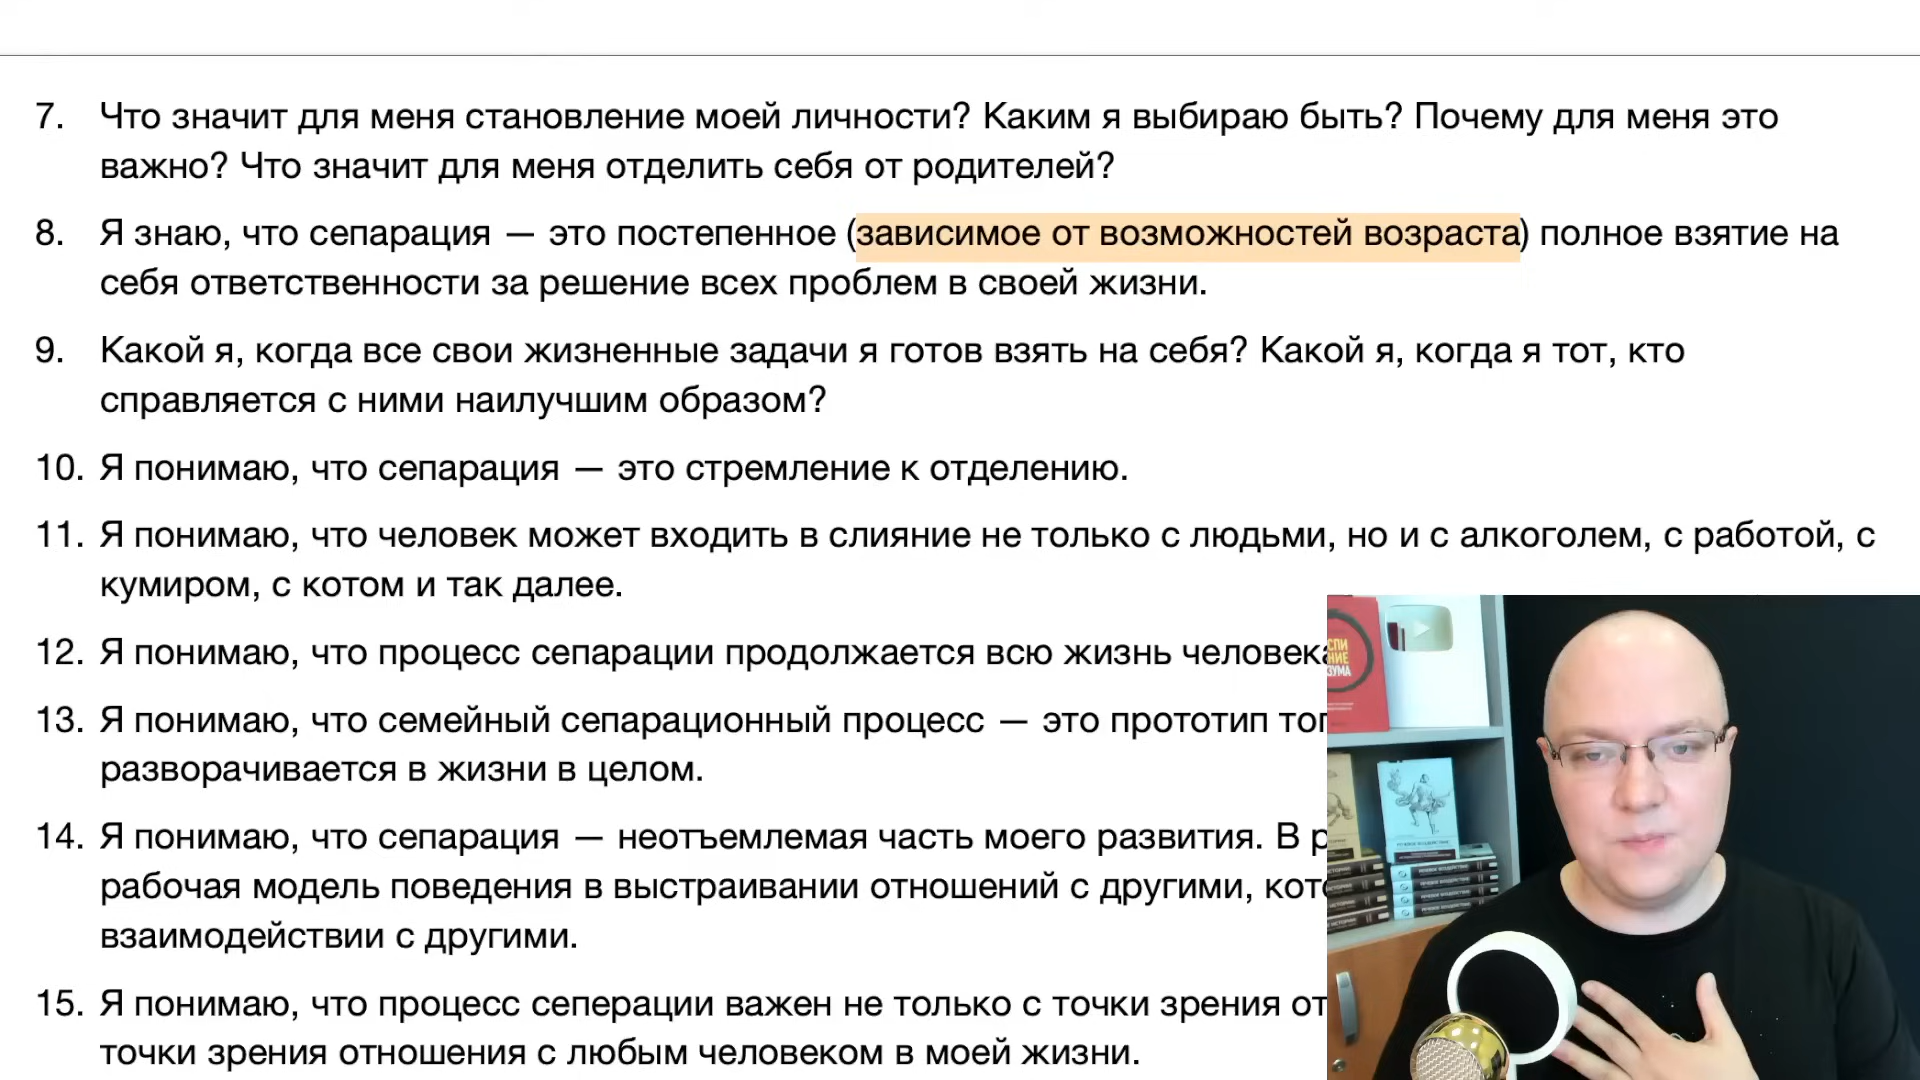 7. Что значит для меня становление моей личности? Каким я выбираю быть? Почему для меня это
важно? Что значит для меня отделить себя от родителей?
8. Я знаю, что сепарация — это постепенное (зависимое от возможностей возраста) полное взятие на
себя ответственности за решение всех проблем в своей жизни.
9. Какой я, когда все свои жизненные задачи я готов взять на себя? Какой я, когда я тот, кто
справляется с ними наилучшим образом?
10. Я понимаю, что сепарация — это стремление к отделению.
11. Я понимаю, что человек может входить в слияние не только с людьми, но и с алкоголем, с работой, с
кумиром, с котом и так далее.
12. Я понимаю, что процесс сепарации продолжается всю жизнь человека
13. Я понимаю, что семейный сепарационный процесс — это прототип
разворачивается в жизни в целом.
14. Я понимаю, что сепарация — неотъемлемая часть моего развития. В
рабочая модель поведения в выстраивании отношений с другими,
взаимодействии с другими.
15. Я понимаю, что процесс сеперации важен не только с точки зрения
точки зрения отношения с любым человеком в моей жизни.